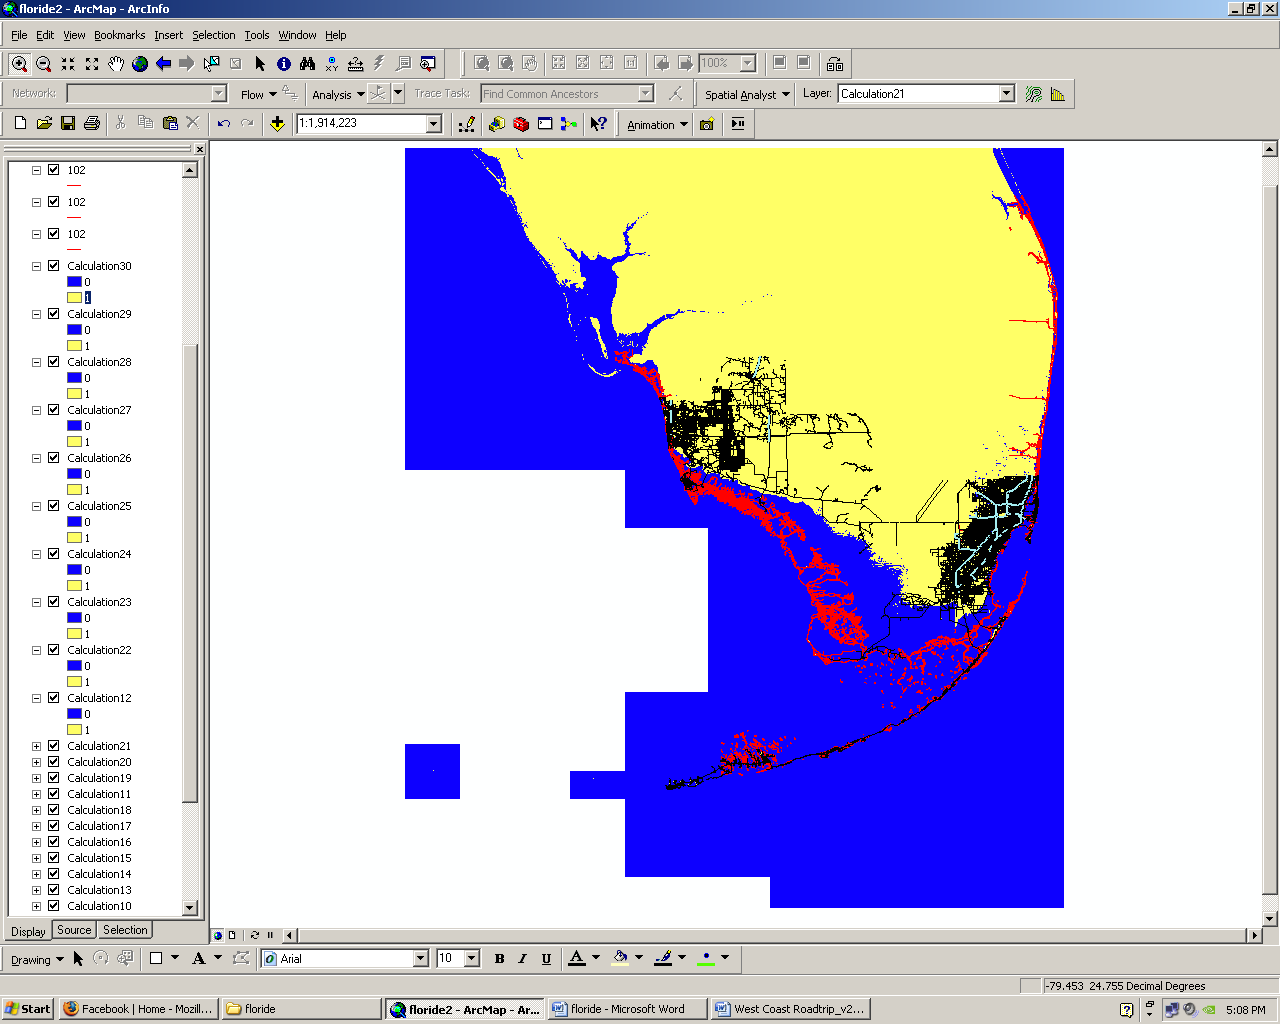 floride2 - ArcMap - ArcInfo
File Edit View Bookmarks Insert Selection Tools Window Help
100%
Network: Flow Analysis Trace Task: Find Common Ancestors Spatial Analyst Layer: Calculation21
1:1,914,223 Animation
102
102
102
Calculation30
0
1
Calculation29
0
1
Calculation28
0
1
Calculation27
0
1
Calculation26
0
1
Calculation25
0
1
Calculation24
0
1
Calculation23
0
1
Calculation22
0
1
Calculation12
0
1
Calculation21
Calculation20
Calculation19
Calculation11
Calculation18
Calculation17
Calculation16
Calculation15
Calculation14
Calculation13
Calculation10
Display Source Selection
Drawing A Arial 10 B I U A
-79.453 24.755 Decimal Degrees
Start Facebook | Home - Mozill... floride floride2 - ArcMap - Ar... floride - Microsoft Word West Coast Roadtrip_v2... 5:08 PM